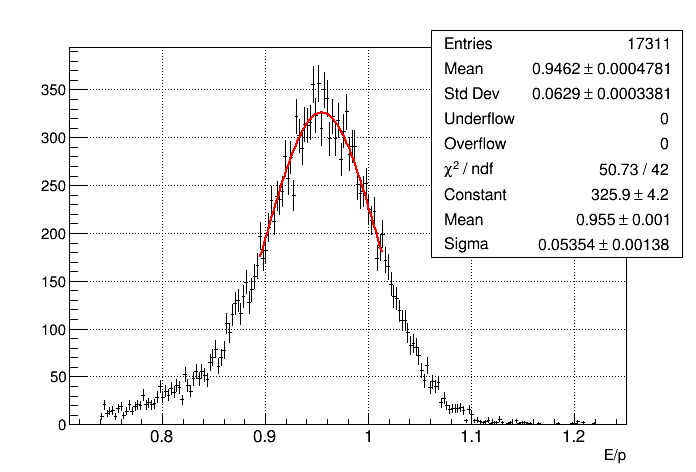 Entries 17311
Mean 0.9462 ± 0.0004781
Std Dev 0.0629 ± 0.0003381
Underflow 0
Overflow 0
χ² / ndf 50.73 / 42
Constant 325.9 ± 4.2
Mean 0.955 ± 0.001
Sigma 0.05354 ± 0.00138
350
300
250
200
150
100
50
0
0.8 0.9 1 1.1 1.2
E/p